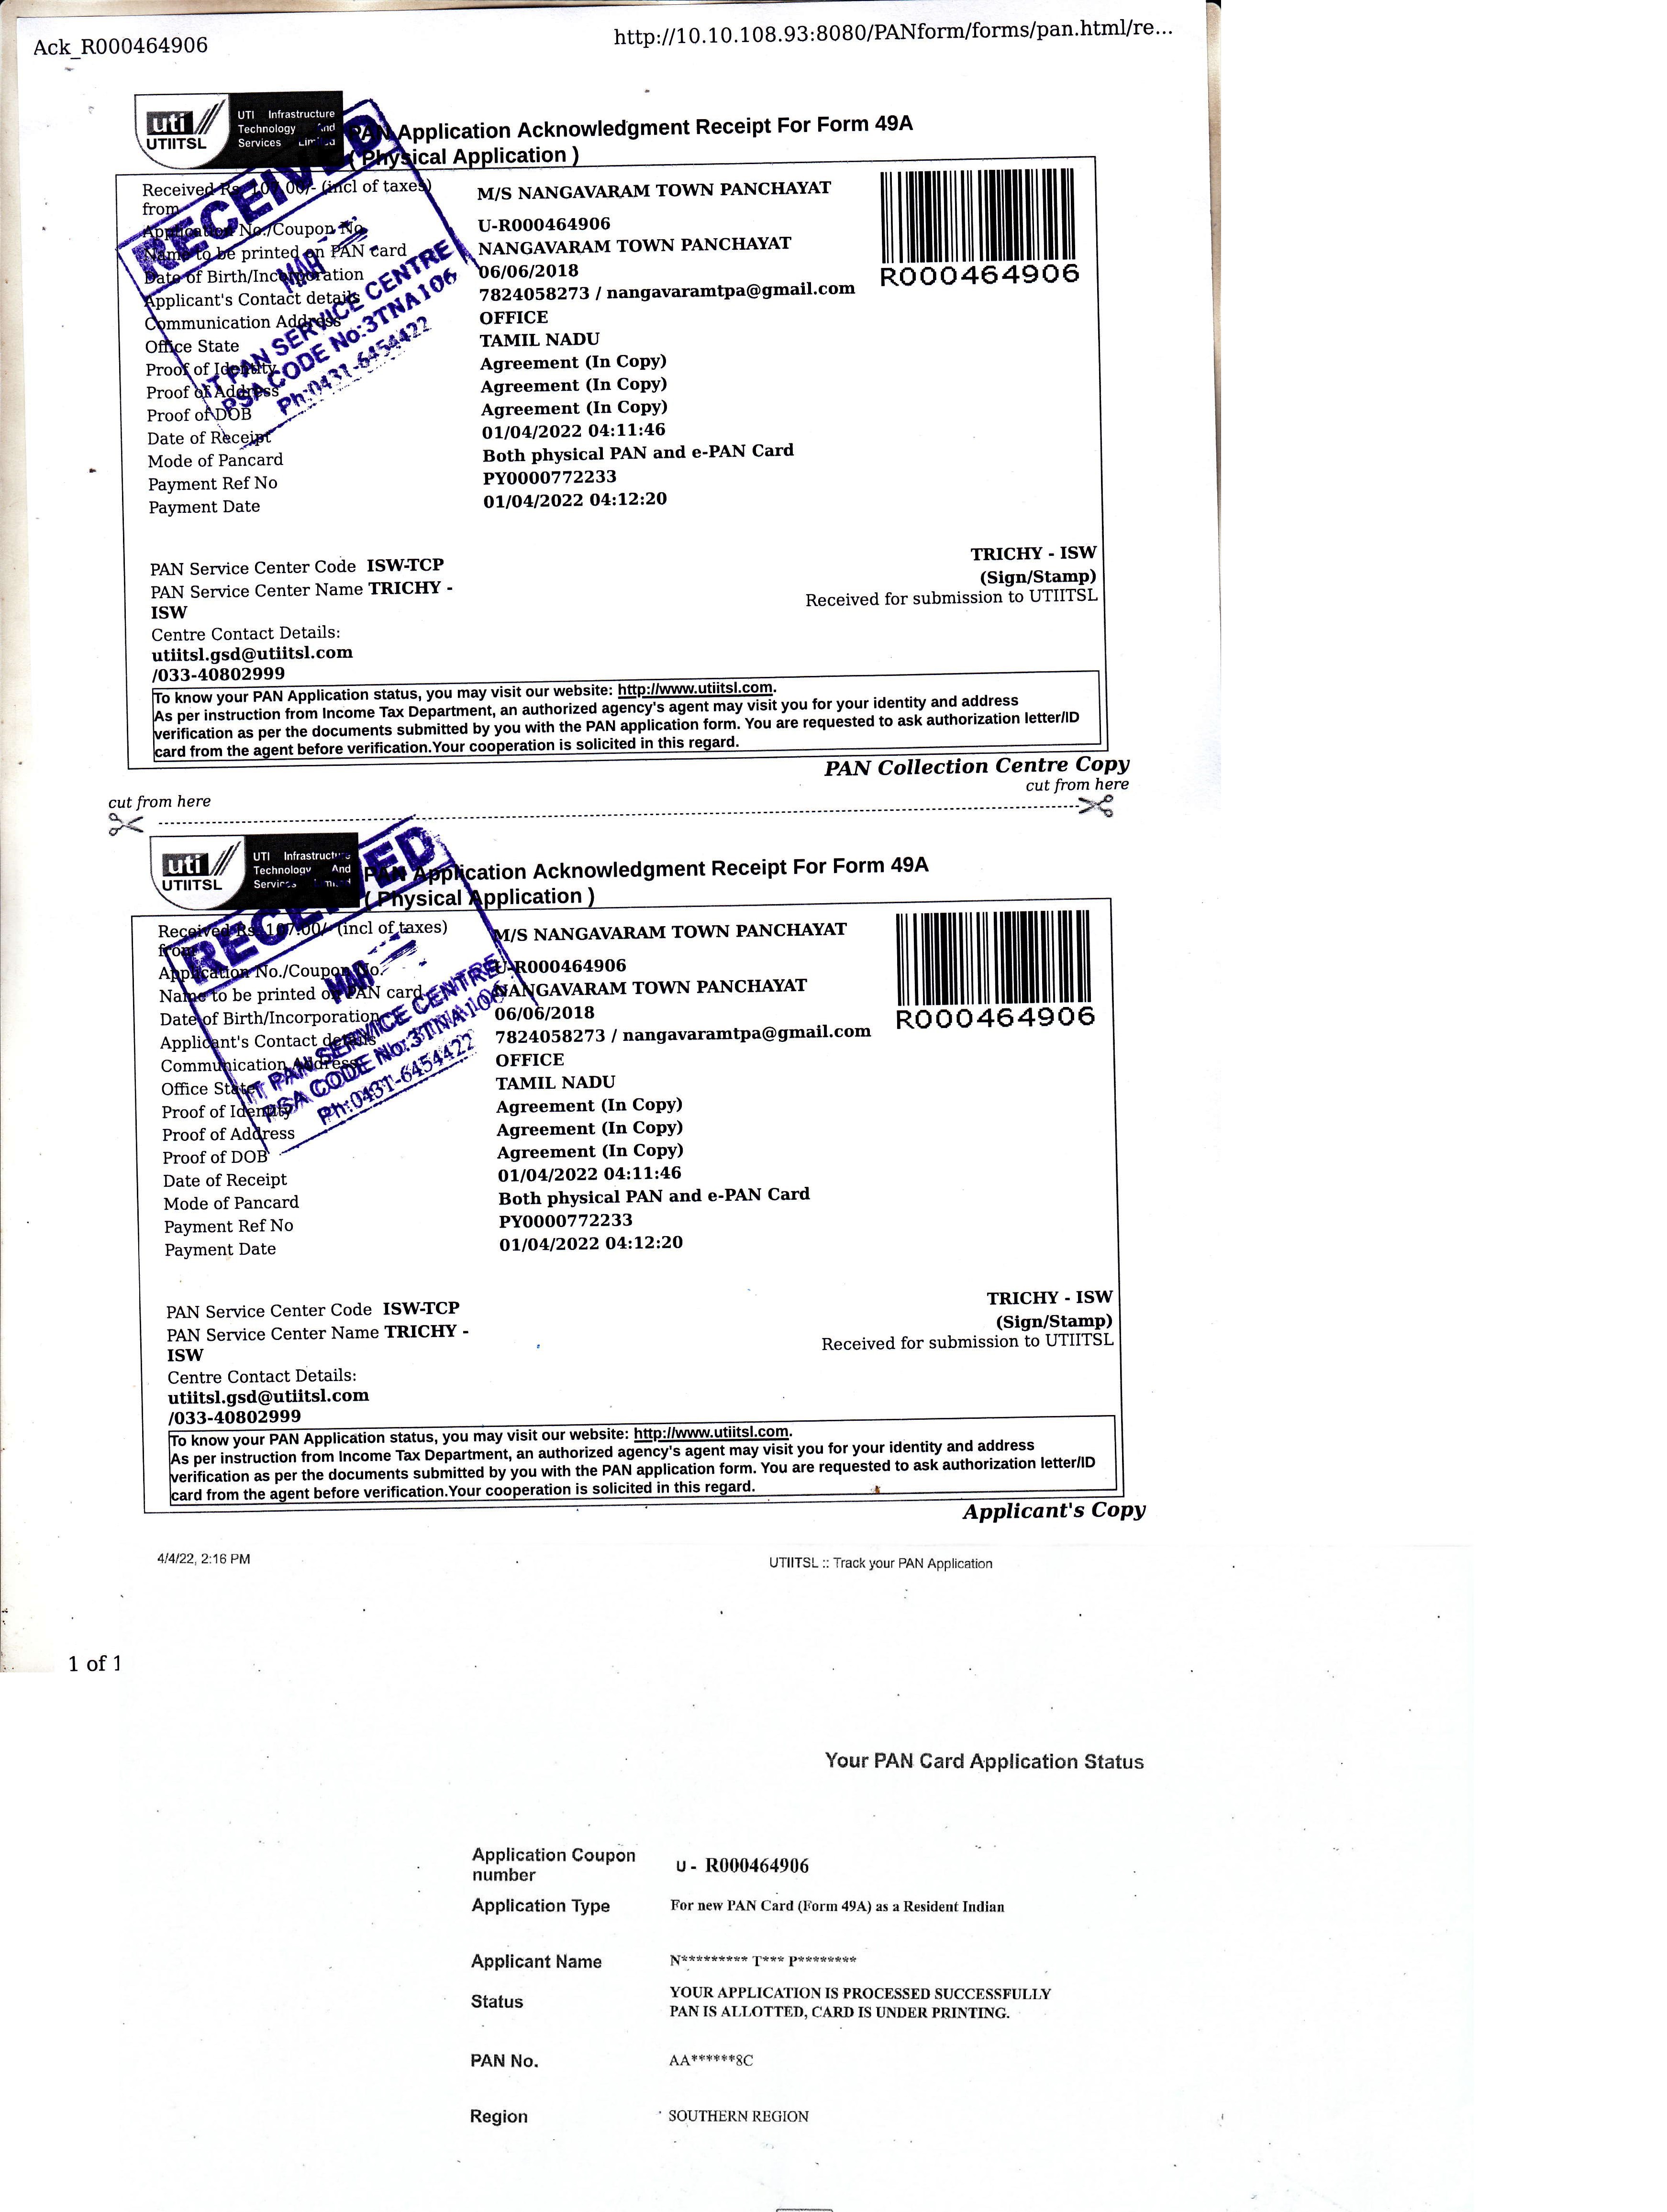 Ack_R000464906
http://10.10.108.93:8080/PANform/forms/pan.html/re...
uti UTI Infrastructure
Technology And
UTIITSL Services Limited
PAN Application Acknowledgment Receipt For Form 49A
( Physical Application )
RECEIVED
Received Rs. 107.00/- (incl of taxes) M/S NANGAVARAM TOWN PANCHAYAT
from
Application No./Coupon No. U-R000464906
Name to be printed on PAN card NANGAVARAM TOWN PANCHAYAT
Date of Birth/Incorporation 06/06/2018
R000464906
Applicant's Contact details 7824058273 / nangavaramtpa@gmail.com
Communication Address OFFICE
Office State TAMIL NADU
Proof of Identity Agreement (In Copy)
Proof of Address Agreement (In Copy)
Proof of DOB Agreement (In Copy)
Date of Receipt 01/04/2022 04:11:46
Mode of Pancard Both physical PAN and e-PAN Card
Payment Ref No PY0000772233
Payment Date 01/04/2022 04:12:20
MAR
IT PAN SERVICE CENTRE
PSA CODE No:3TNA106
Ph:0431-6454422
PAN Service Center Code ISW-TCP
PAN Service Center Name TRICHY -
ISW
Centre Contact Details:
utiitsl.gsd@utiitsl.com
/033-40802999
TRICHY - ISW
(Sign/Stamp)
Received for submission to UTIITSL
To know your PAN Application status, you may visit our website: http://www.utiitsl.com.
As per instruction from Income Tax Department, an authorized agency's agent may visit you for your identity and address
verification as per the documents submitted by you with the PAN application form. You are requested to ask authorization letter/ID
card from the agent before verification.Your cooperation is solicited in this regard.
PAN Collection Centre Copy
cut from here
cut from here
uti UTI Infrastructure
Technology And
UTIITSL Services Limited
PAN Application Acknowledgment Receipt For Form 49A
( Physical Application )
RECEIVED
Received Rs. 107.00/- (incl of taxes) M/S NANGAVARAM TOWN PANCHAYAT
from
Application No./Coupon No. U-R000464906
Name to be printed on PAN card NANGAVARAM TOWN PANCHAYAT
Date of Birth/Incorporation 06/06/2018
R000464906
Applicant's Contact details 7824058273 / nangavaramtpa@gmail.com
Communication Address OFFICE
Office State TAMIL NADU
Proof of Identity Agreement (In Copy)
Proof of Address Agreement (In Copy)
Proof of DOB Agreement (In Copy)
Date of Receipt 01/04/2022 04:11:46
Mode of Pancard Both physical PAN and e-PAN Card
Payment Ref No PY0000772233
Payment Date 01/04/2022 04:12:20
MAR
IT PAN SERVICE CENTRE
PSA CODE No:3TNA106
Ph:0431-6454422
PAN Service Center Code ISW-TCP
PAN Service Center Name TRICHY -
ISW
Centre Contact Details:
utiitsl.gsd@utiitsl.com
/033-40802999
TRICHY - ISW
(Sign/Stamp)
Received for submission to UTIITSL
To know your PAN Application status, you may visit our website: http://www.utiitsl.com.
As per instruction from Income Tax Department, an authorized agency's agent may visit you for your identity and address
verification as per the documents submitted by you with the PAN application form. You are requested to ask authorization letter/ID
card from the agent before verification.Your cooperation is solicited in this regard.
Applicant's Copy
4/4/22, 2:16 PM UTIITSL :: Track your PAN Application
1 of 1
Your PAN Card Application Status
Application Coupon
number U - R000464906
Application Type For new PAN Card (Form 49A) as a Resident Indian
Applicant Name N********* T*** P********
Status YOUR APPLICATION IS PROCESSED SUCCESSFULLY
PAN IS ALLOTTED, CARD IS UNDER PRINTING.
PAN No. AA******8C
Region SOUTHERN REGION